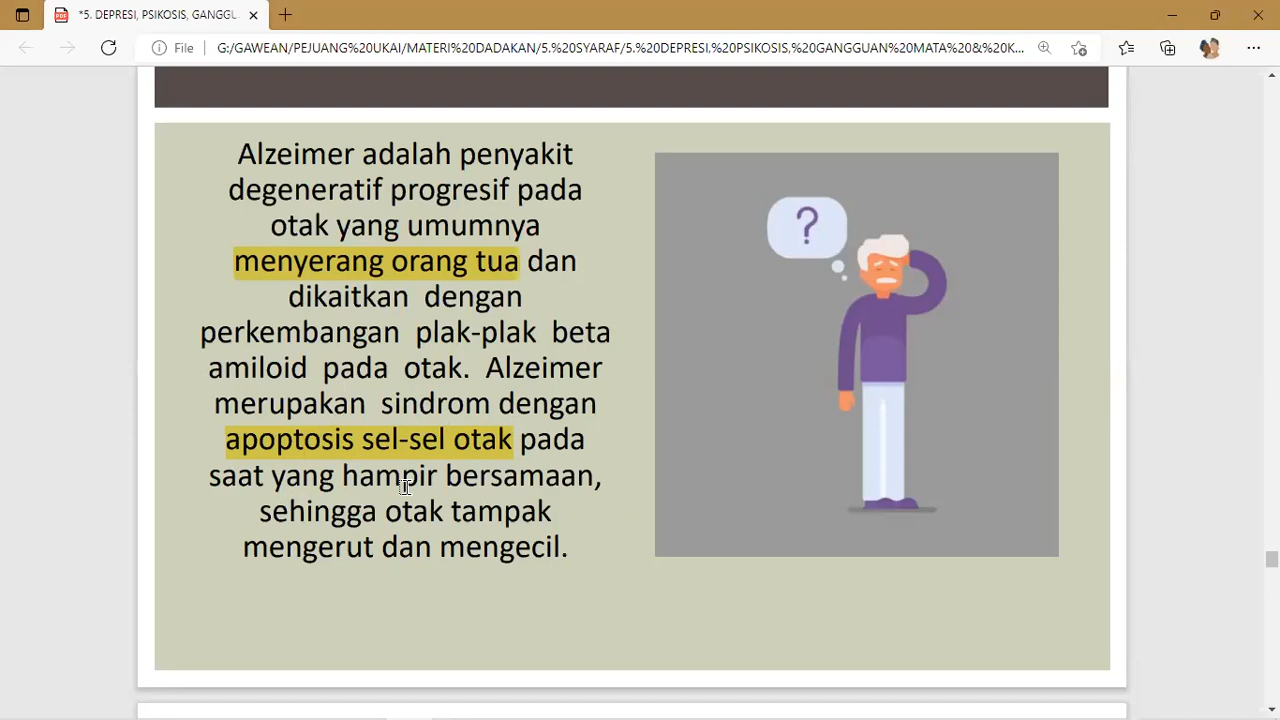 *5. DEPRESI, PSIKOSIS, GANGGU
File
G:/GAWEAN/PEJUANG%20UKAI/MATERI%20DADAKAN/5.%20SYARAF/5.%20DEPRESI.%20PSIKOSIS,%20GANGGUAN%20MATA%20&%20K...
Alzeimer adalah penyakit
degeneratif progresif pada
otak yang umumnya
menyerang orang tua dan
dikaitkan dengan
perkembangan plak-plak beta
amiloid pada otak. Alzeimer
merupakan sindrom dengan
apoptosis sel-sel otak pada
saat yang hampir bersamaan,
sehingga otak tampak
mengerut dan mengecil.
?